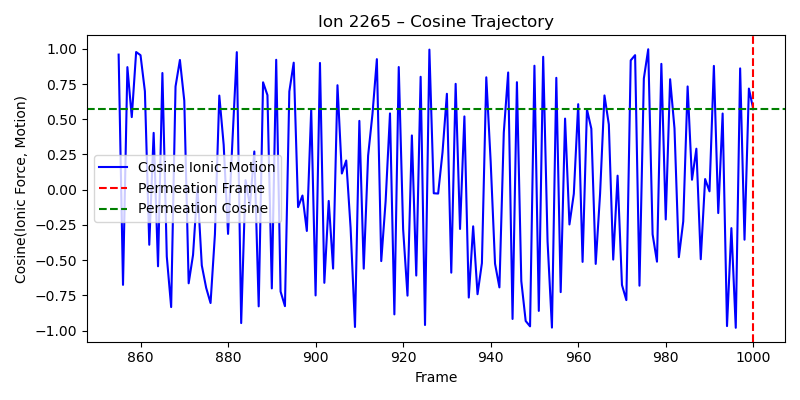 Ion 2265 – Cosine Trajectory
Cosine(Ionic Force, Motion)
1.00
0.75
0.50
0.25
0.00
−0.25
−0.50
−0.75
−1.00
Cosine Ionic–Motion
Permeation Frame
Permeation Cosine
860
880
900
920
940
960
980
1000
Frame